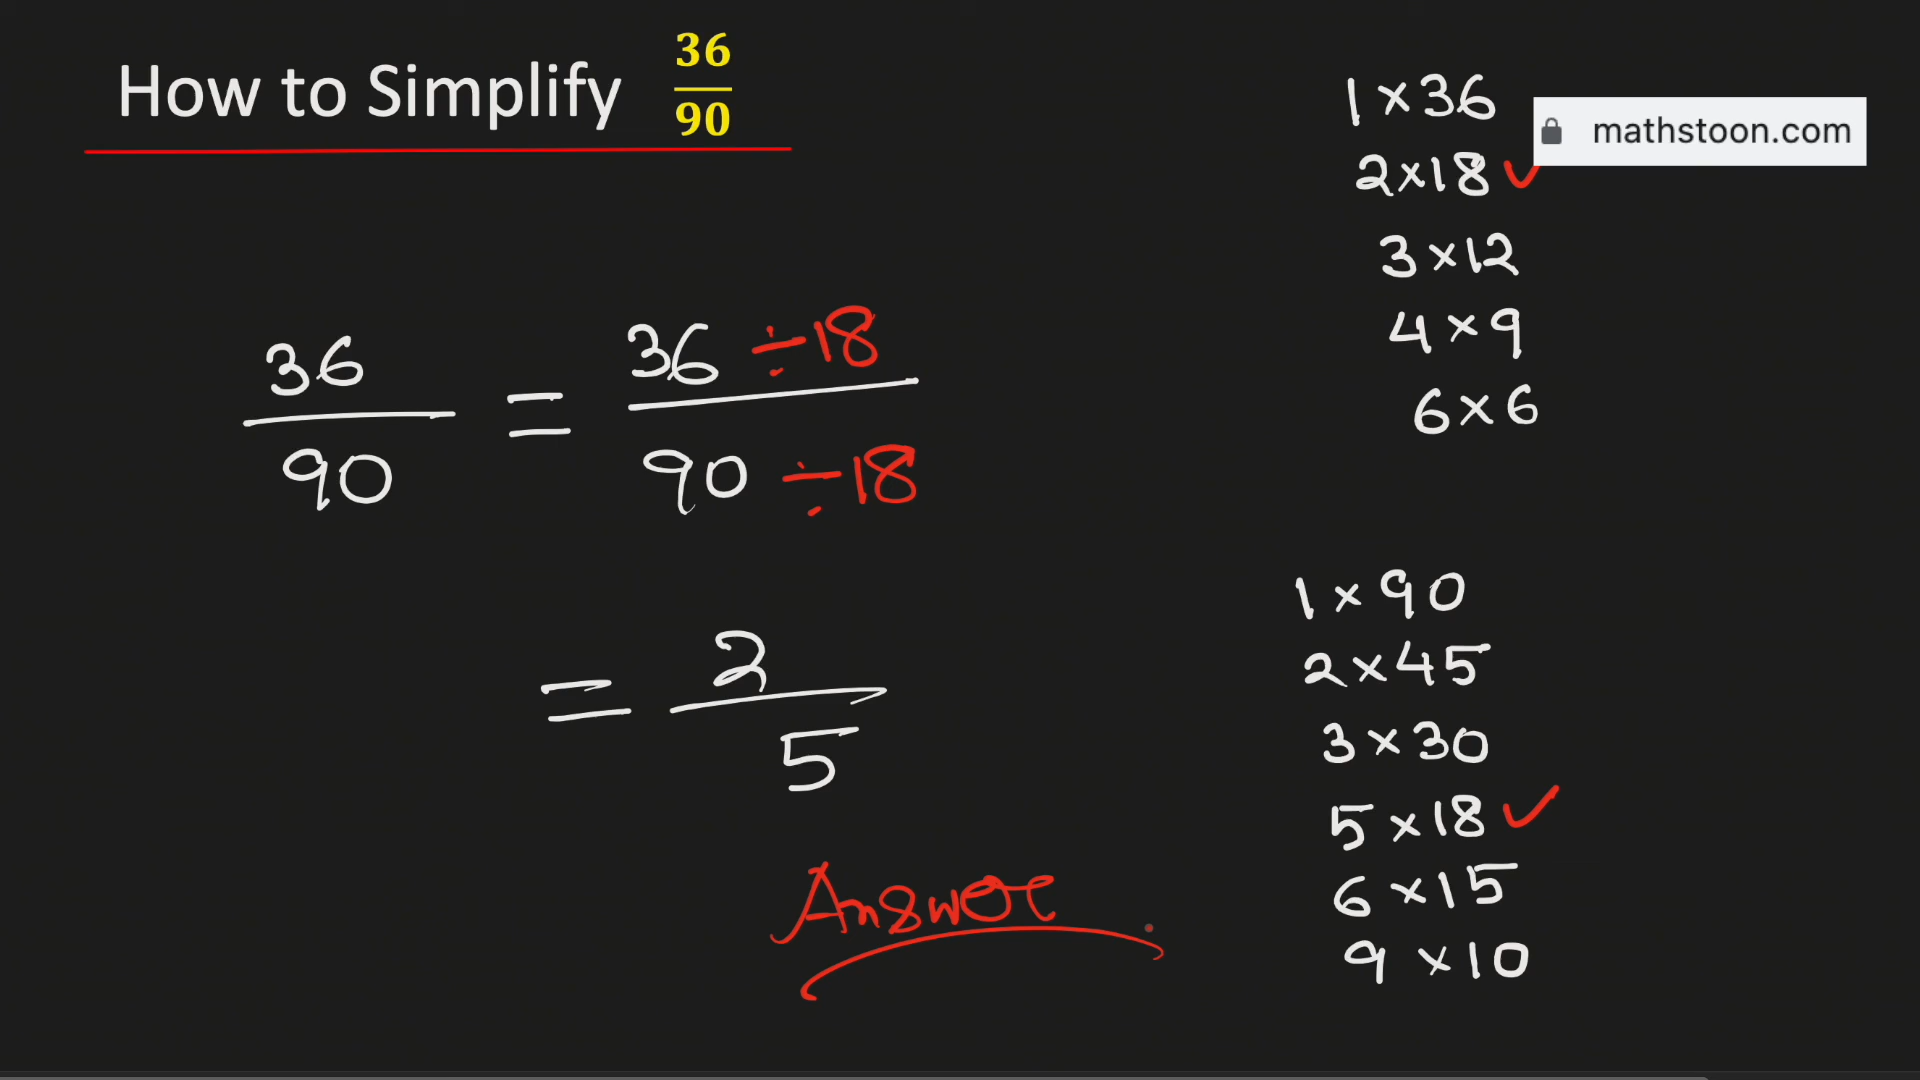 How to Simplify 36/90
1 × 36
mathstoon.com
2 × 18 ✓
3 × 12
4 × 9
6 × 6
36/90 = 36 ÷ 18/90 ÷ 18
= 2/5
Answer
1 × 90
2 × 45
3 × 30
5 × 18 ✓
6 × 15
9 × 10